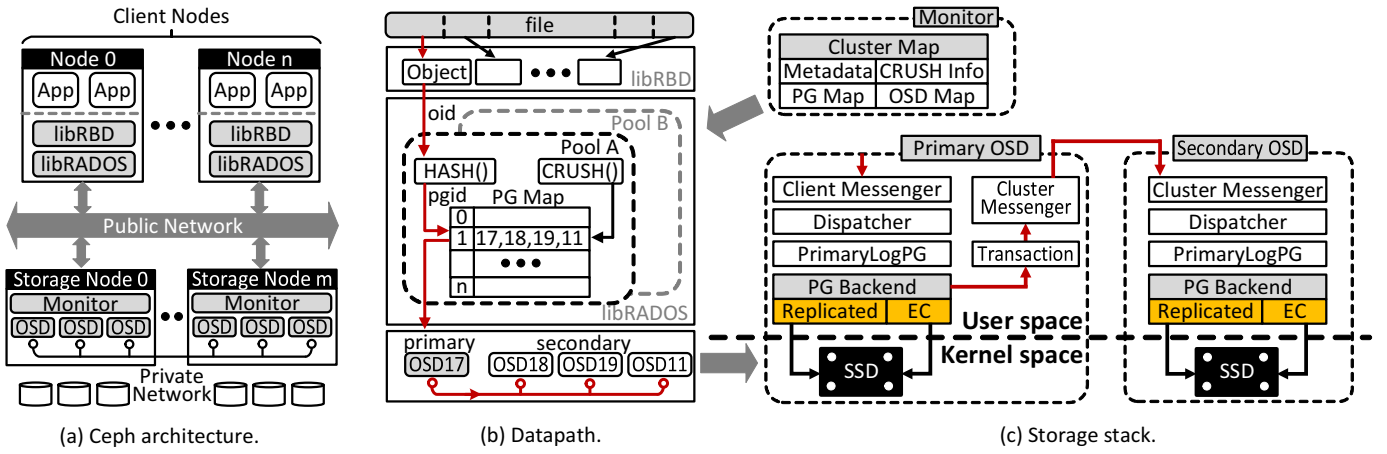 Client Nodes
Node 0
App App
libRBD
libRADOS
Node n
App App
libRBD
libRADOS
Public Network
Storage Node 0
Monitor
OSD OSD OSD
Storage Node m
Monitor
OSD OSD OSD
Private
Network
(a) Ceph architecture.
file
Object
libRBD
oid
Pool B
Pool A
HASH() CRUSH()
pgid PG Map
0
1 17,18,19,11
n
libRADOS
primary secondary
OSD17 OSD18 OSD19 OSD11
(b) Datapath.
Monitor
Cluster Map
Metadata CRUSH Info
PG Map OSD Map
Primary OSD
Client Messenger
Dispatcher
PrimaryLogPG
PG Backend
Replicated EC
Cluster
Messenger
Transaction
SSD
User space
Kernel space
Secondary OSD
Cluster Messenger
Dispatcher
PrimaryLogPG
PG Backend
Replicated EC
SSD
(c) Storage stack.